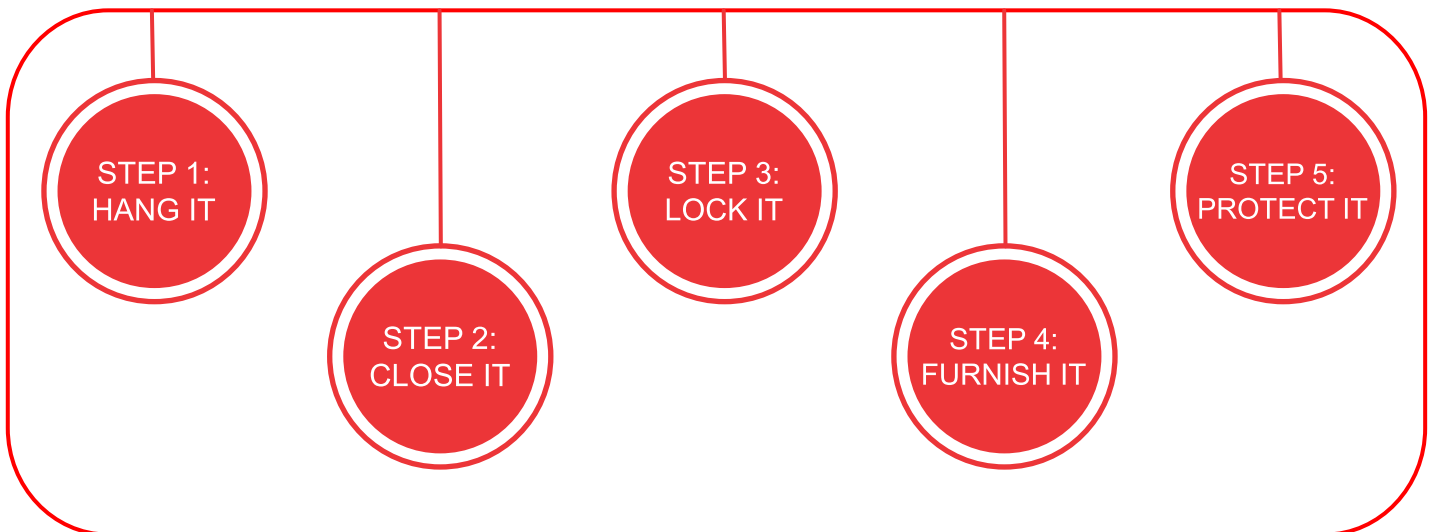 STEP 1:
HANG IT
STEP 2:
CLOSE IT
STEP 3:
LOCK IT
STEP 4:
FURNISH IT
STEP 5:
PROTECT IT